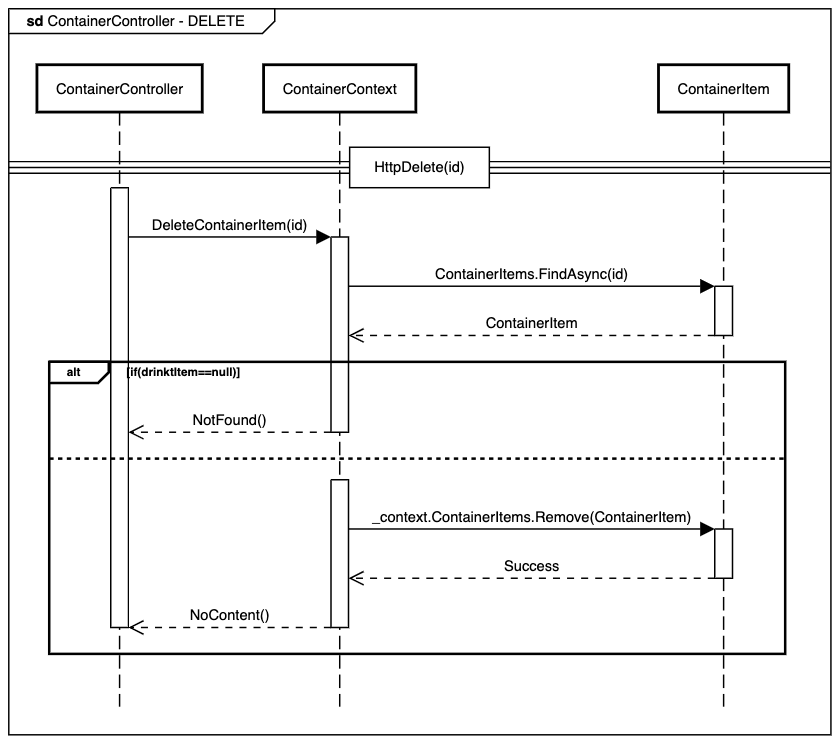 sd ContainerController - DELETE
ContainerController
ContainerContext
ContainerItem
HttpDelete(id)
DeleteContainerItem(id)
ContainerItems.FindAsync(id)
ContainerItem
alt
[if(drinktItem==null)]
NotFound()
_context.ContainerItems.Remove(ContainerItem)
Success
NoContent()